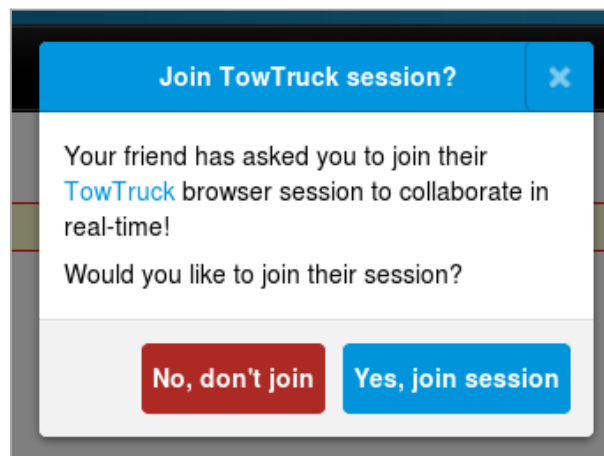 Join TowTruck session?
Your friend has asked you to join their
TowTruck browser session to collaborate in
real-time!
Would you like to join their session?
No, don't join
Yes, join session